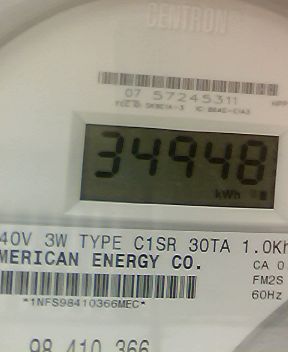 CENTRON
07 57245311
34948
kWh
40V 3W TYPE C1SR 30TA 1.0Kh
MERICAN ENERGY CO.
CA 0
FM2S
60Hz
*1NFS98410366MEC*
98 410 366